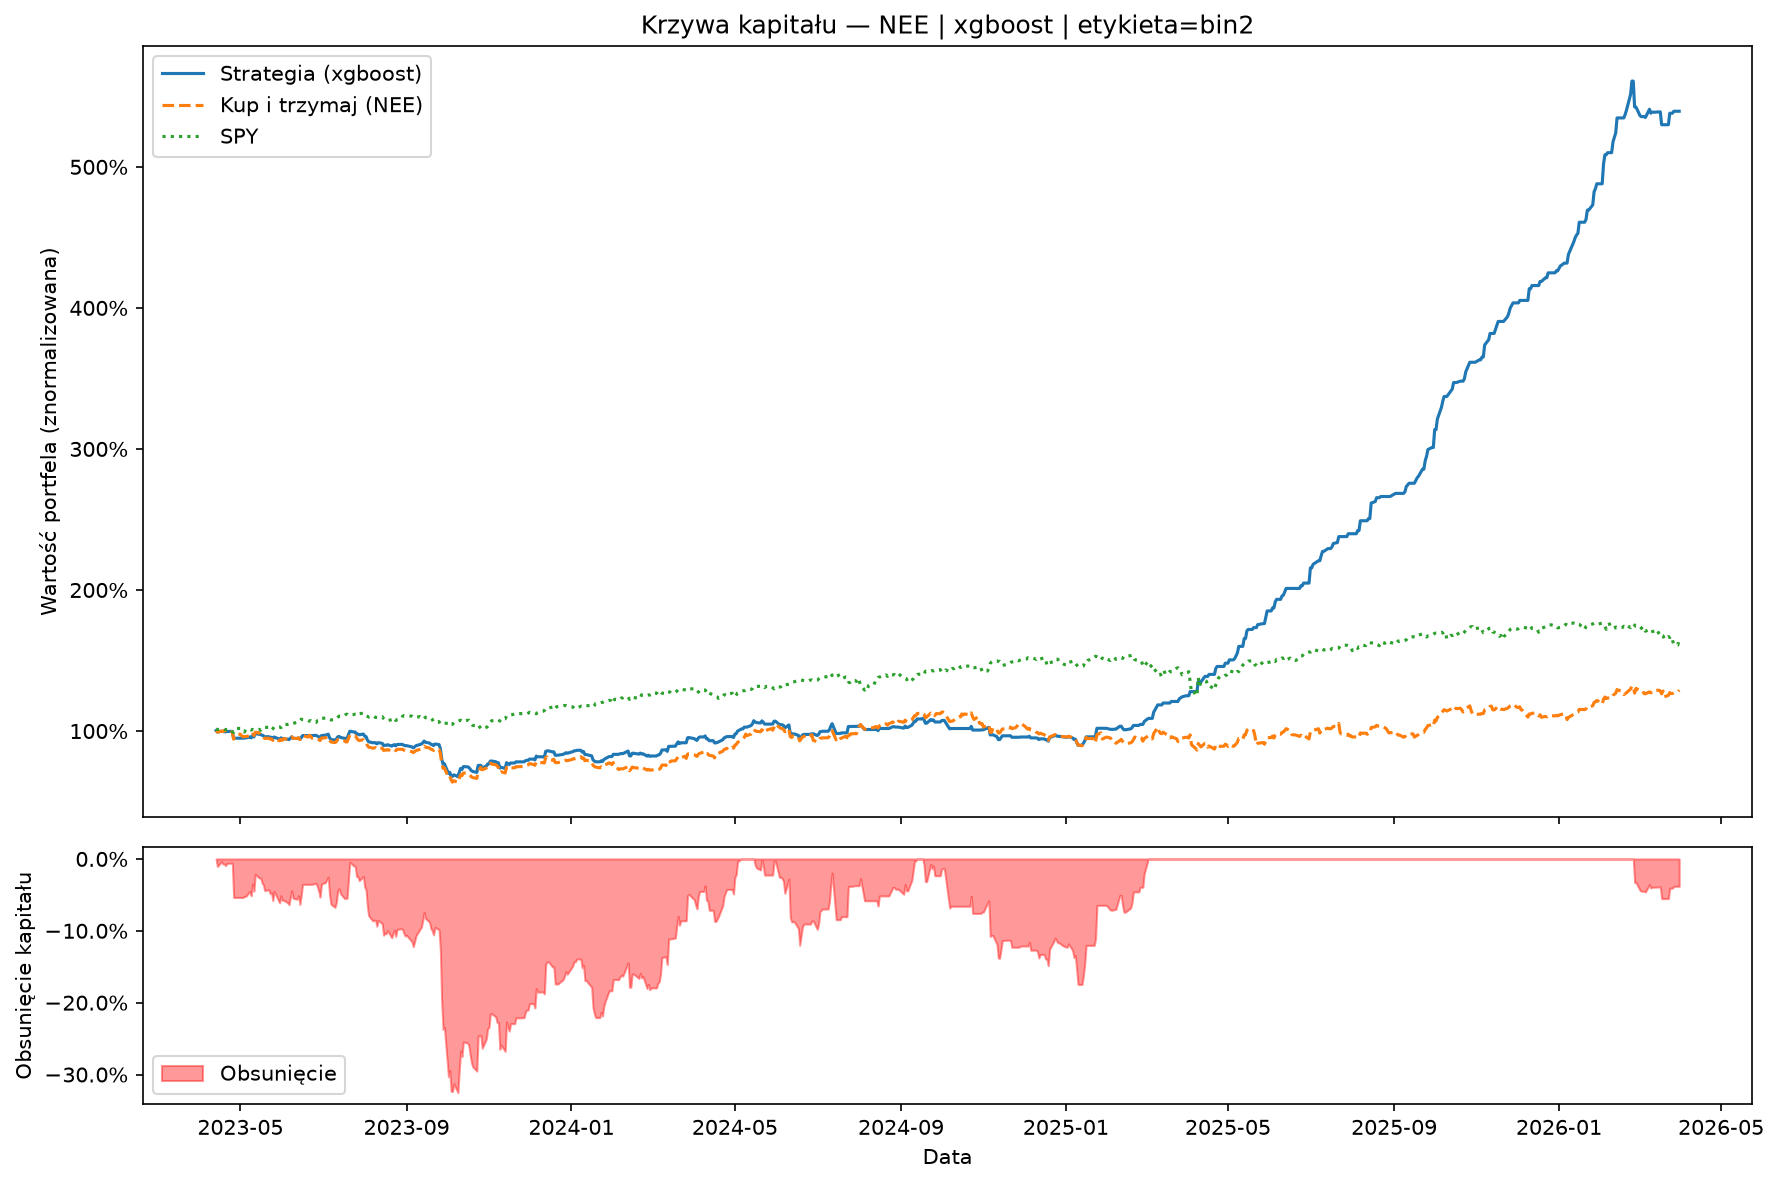 Krzywa kapitału — NEE | xgboost | etykieta=bin2
Strategia (xgboost)
Kup i trzymaj (NEE)
SPY
Wartość portfela (znormalizowana)
500%
400%
300%
200%
100%
Obsunięcie kapitału
0.0%
−10.0%
−20.0%
−30.0%
Obsunięcie
2023-05
2023-09
2024-01
2024-05
2024-09
2025-01
2025-05
2025-09
2026-01
2026-05
Data